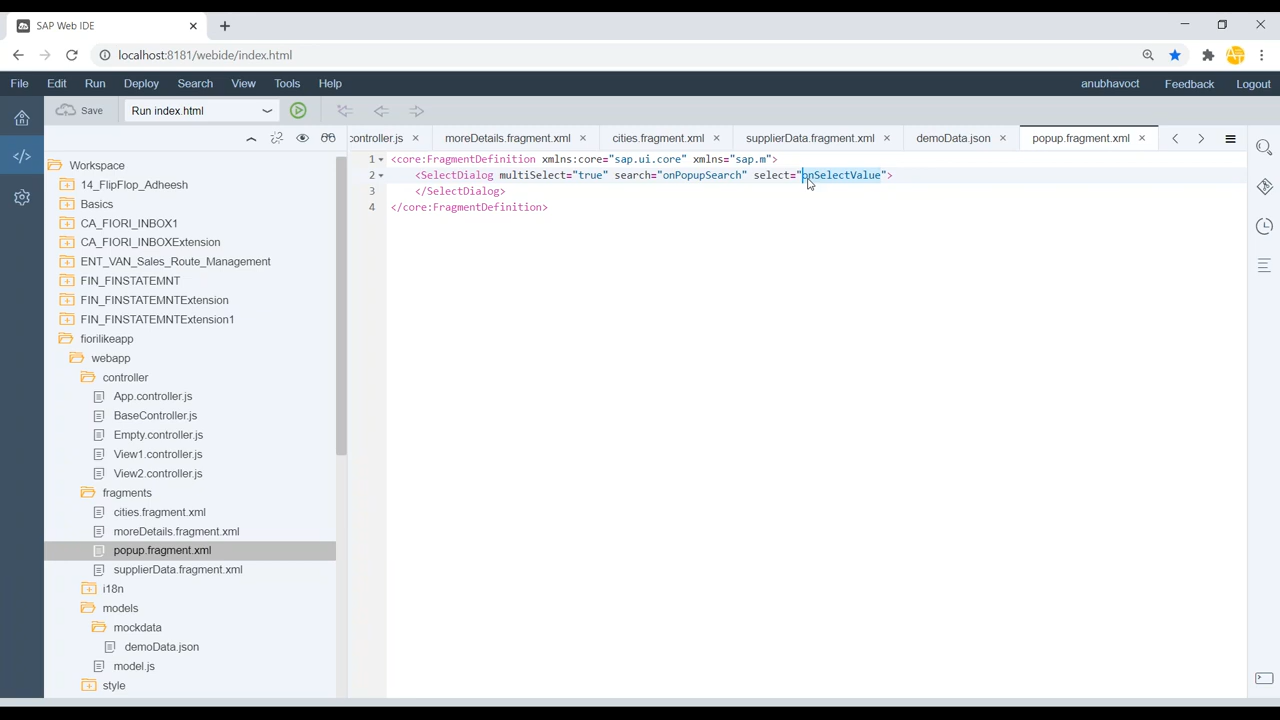 SAP Web IDE
localhost:8181/webide/index.html
File Edit Run Deploy Search View Tools Help
anubhavoct Feedback Logout
Save
Run index.html
controller.js moreDetails.fragment.xml cities.fragment.xml supplierData.fragment.xml demoData.json popup.fragment.xml
Workspace
14_FlipFlop_Adheesh
Basics
CA_FIORI_INBOX1
CA_FIORI_INBOXExtension
ENT_VAN_Sales_Route_Management
FIN_FINSTATEMNT
FIN_FINSTATEMNTExtension
FIN_FINSTATEMNTExtension1
fiorilikeapp
webapp
controller
App.controller.js
BaseController.js
Empty.controller.js
View1.controller.js
View2.controller.js
fragments
cities.fragment.xml
moreDetails.fragment.xml
popup.fragment.xml
supplierData.fragment.xml
i18n
models
mockdata
demoData.json
model.js
style
1 <core:FragmentDefinition xmlns:core="sap.ui.core" xmlns="sap.m">
2 <SelectDialog multiSelect="true" search="onPopupSearch" select="onSelectValue">
3 </SelectDialog>
4 </core:FragmentDefinition>